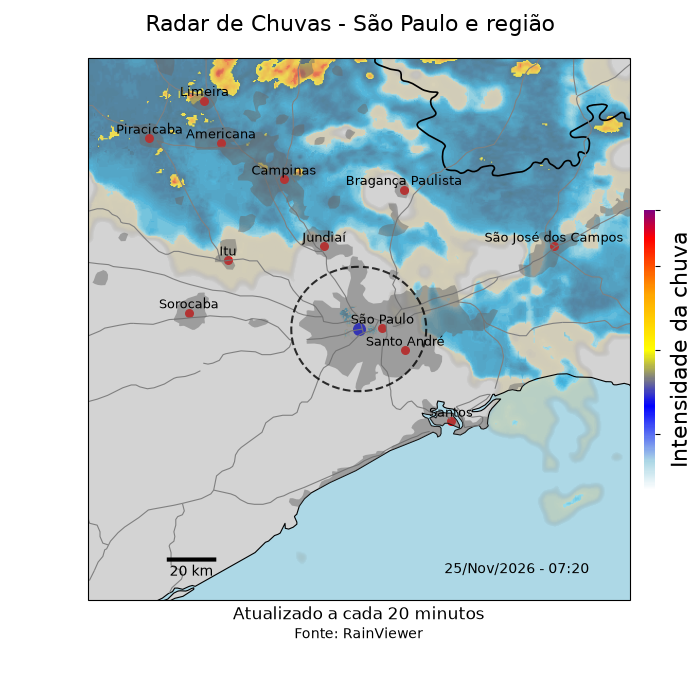 Radar de Chuvas - São Paulo e região
Limeira
Piracicaba
Americana
Campinas
Bragança Paulista
Jundiaí
São José dos Campos
Itu
Sorocaba
São Paulo
Santo André
Santos
Intensidade da chuva
20 km
25/Nov/2026 - 07:20
Atualizado a cada 20 minutos
Fonte: RainViewer